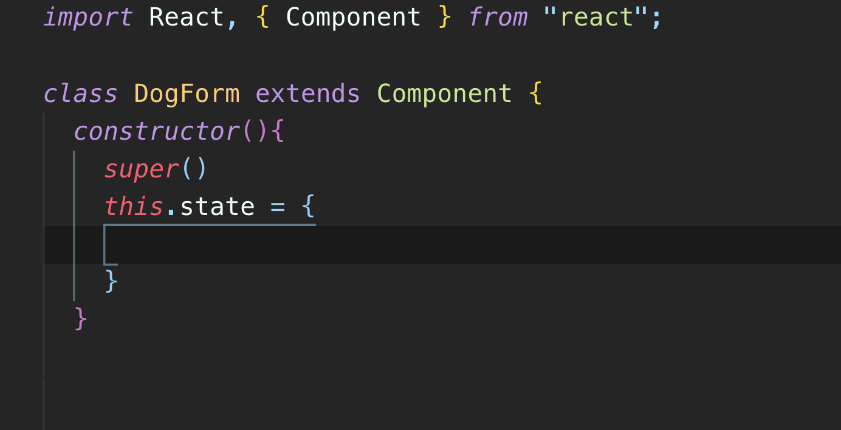 import React, { Component } from "react";
class DogForm extends Component {
constructor(){
super()
this.state = {
}
}